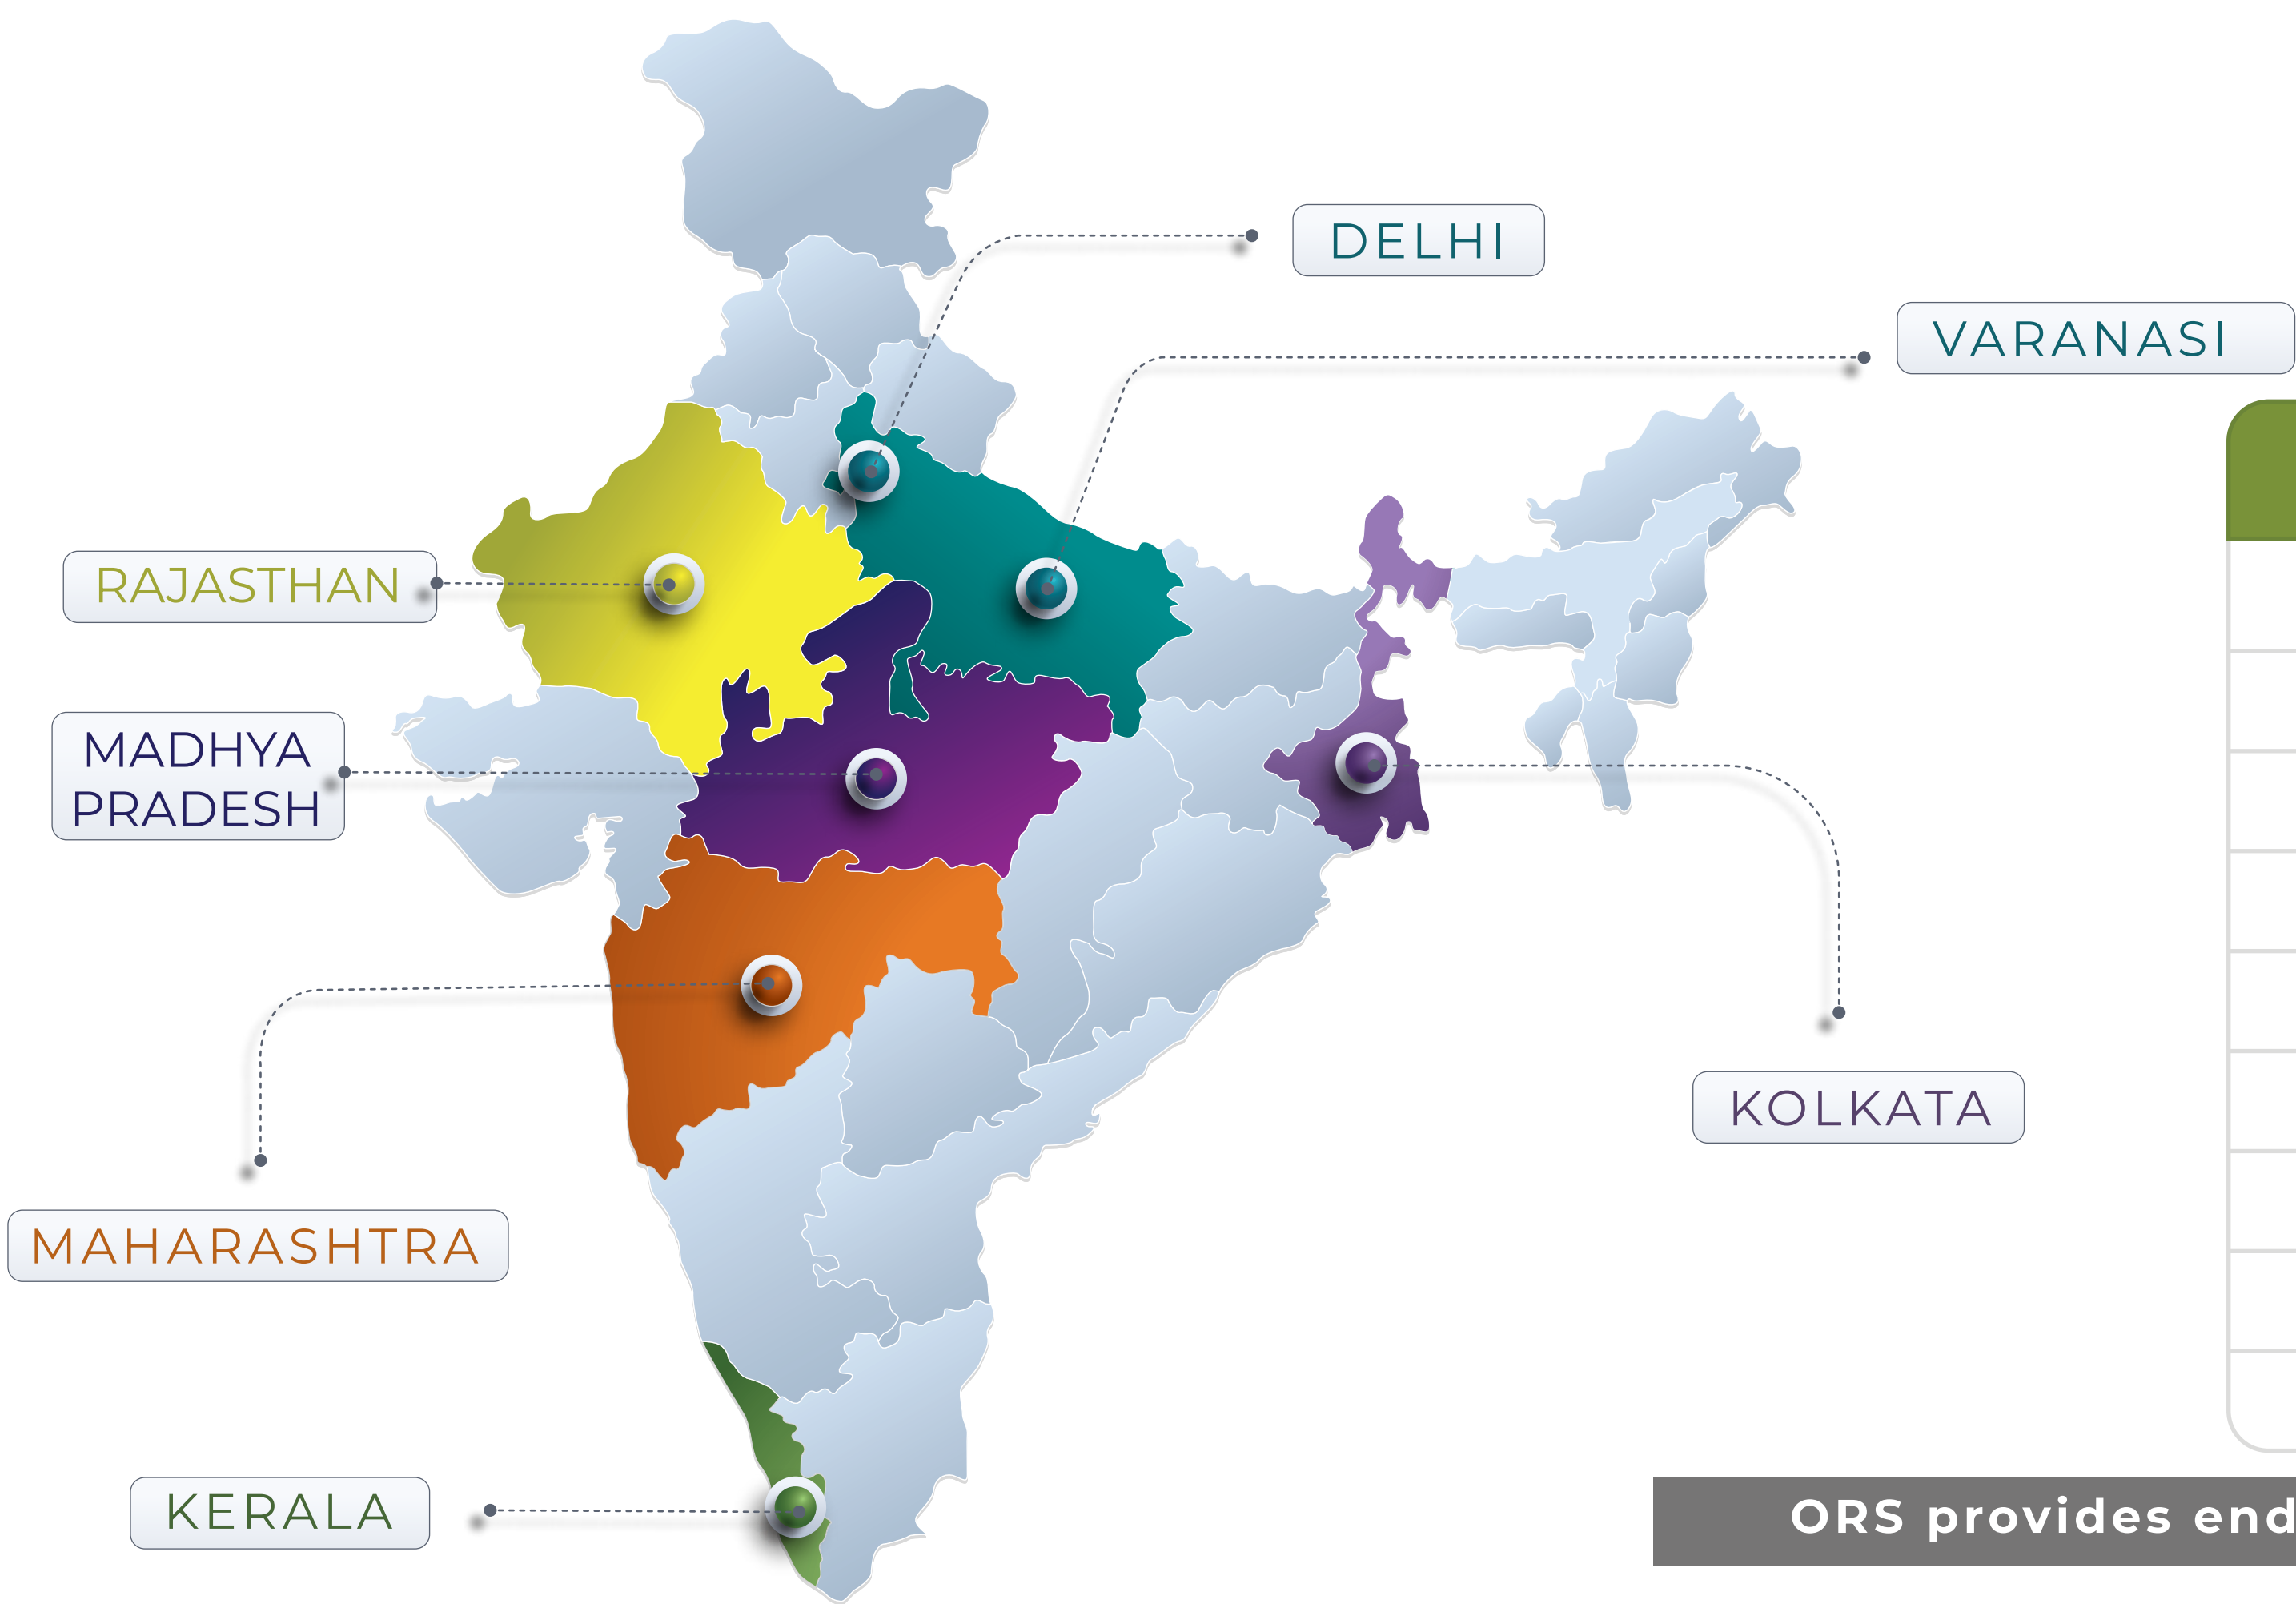 DELHI
VARANASI
RAJASTHAN
MADHYA
PRADESH
KOLKATA
MAHARASHTRA
KERALA
ORS provides end